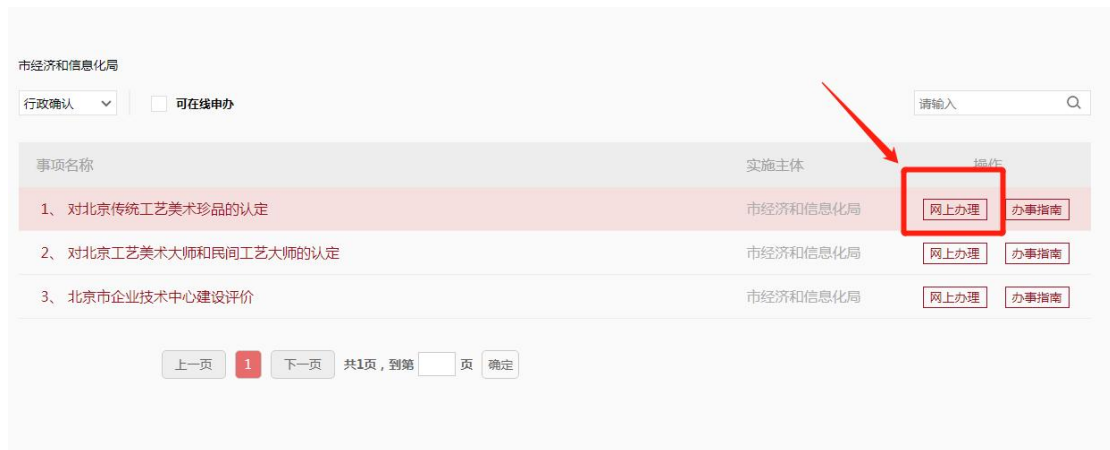 市经济和信息化局
行政确认 可在线申办 请输入
事项名称 实施主体 操作
1、 对北京传统工艺美术珍品的认定 市经济和信息化局 网上办理 办事指南
2、 对北京工艺美术大师和民间工艺大师的认定 市经济和信息化局 网上办理 办事指南
3、 北京市企业技术中心建设评价 市经济和信息化局 网上办理 办事指南
上一页 1 下一页 共1页，到第 页 确定